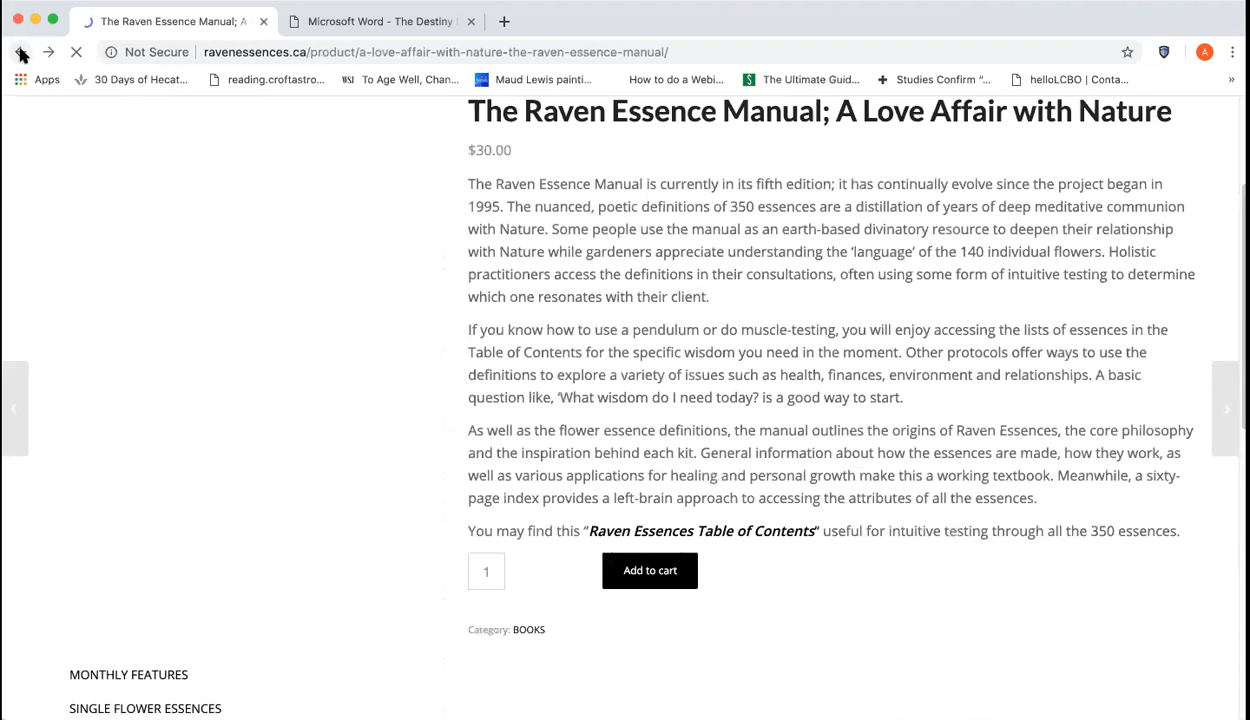 The Raven Essence Manual; A
Microsoft Word - The Destiny
Not Secure ravenessences.ca/product/a-love-affair-with-nature-the-raven-essence-manual/
A
Apps 30 Days of Hecat... reading.croftastro... WSJ To Age Well, Chan... Maud Lewis painti... How to do a Webi... S The Ultimate Guid... Studies Confirm “... helloLCBO | Conta... »
The Raven Essence Manual; A Love Affair with Nature
$30.00
The Raven Essence Manual is currently in its fifth edition; it has continually evolve since the project began in
1995. The nuanced, poetic definitions of 350 essences are a distillation of years of deep meditative communion
with Nature. Some people use the manual as an earth-based divinatory resource to deepen their relationship
with Nature while gardeners appreciate understanding the ‘language’ of the 140 individual flowers. Holistic
practitioners access the definitions in their consultations, often using some form of intuitive testing to determine
which one resonates with their client.
If you know how to use a pendulum or do muscle-testing, you will enjoy accessing the lists of essences in the
Table of Contents for the specific wisdom you need in the moment. Other protocols offer ways to use the
definitions to explore a variety of issues such as health, finances, environment and relationships. A basic
question like, ‘What wisdom do I need today? is a good way to start.
As well as the flower essence definitions, the manual outlines the origins of Raven Essences, the core philosophy
and the inspiration behind each kit. General information about how the essences are made, how they work, as
well as various applications for healing and personal growth make this a working textbook. Meanwhile, a sixty-
page index provides a left-brain approach to accessing the attributes of all the essences.
You may find this “Raven Essences Table of Contents“ useful for intuitive testing through all the 350 essences.
1
Add to cart
Category: BOOKS
MONTHLY FEATURES
SINGLE FLOWER ESSENCES